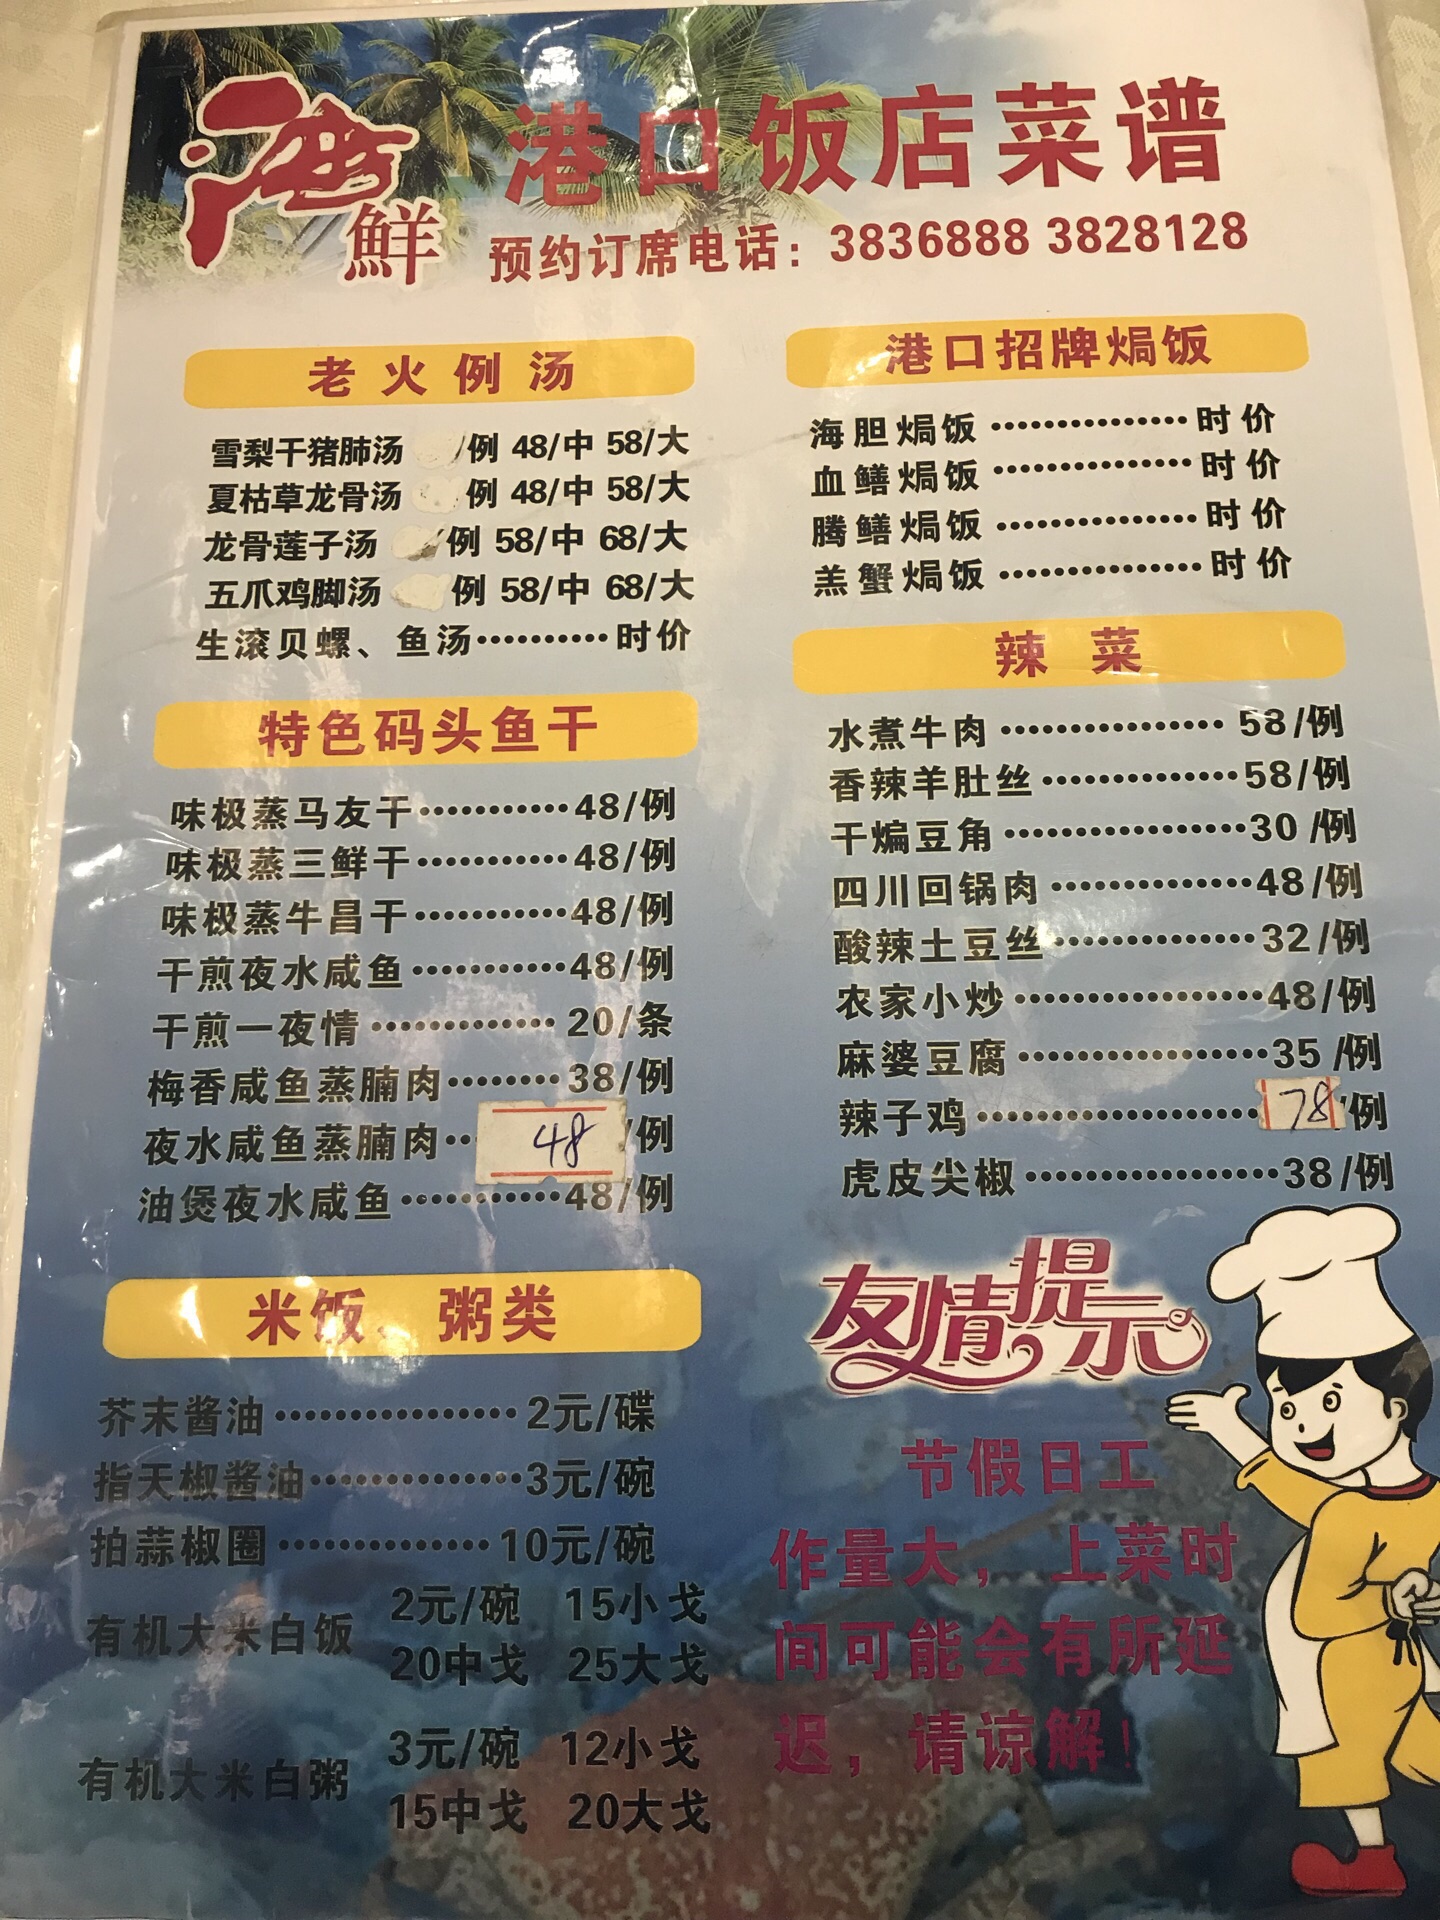 海鲜
港口饭店菜谱
预约订席电话：3836888 3828128
老火例汤
雪梨干猪肺汤 /例 48/中 58/大
夏枯草龙骨汤 例 48/中 58/大
龙骨莲子汤 /例 58/中 68/大
五爪鸡脚汤 例 58/中 68/大
生滚贝螺、鱼汤··········时价
特色码头鱼干
味极蒸马友干···········48/例
味极蒸三鲜干···········48/例
味极蒸牛昌干···········48/例
干煎夜水咸鱼···········48/例
干煎一夜情·············20/条
梅香咸鱼蒸腩肉········38/例
夜水咸鱼蒸腩肉·· 48 /例
油煲夜水咸鱼···········48/例
米饭、粥类
芥末酱油·················2元/碟
指天椒酱油···············3元/碗
拍蒜椒圈···············10元/碗
有机大米白饭 2元/碗 15小戈
20中戈 25大戈
有机大米白粥 3元/碗 12小戈
15中戈 20大戈
港口招牌焗饭
海胆焗饭···············时价
血鳝焗饭···············时价
腾鳝焗饭···············时价
羔蟹焗饭···············时价
辣菜
水煮牛肉················58/例
香辣羊肚丝··············58/例
干煸豆角·················30/例
四川回锅肉··············48/例
酸辣土豆丝··············32/例
农家小炒·················48/例
麻婆豆腐·················35/例
辣子鸡····················78/例
虎皮尖椒··················38/例
友情提示
节假日工
作量大，上菜时
间可能会有所延
迟，请谅解！